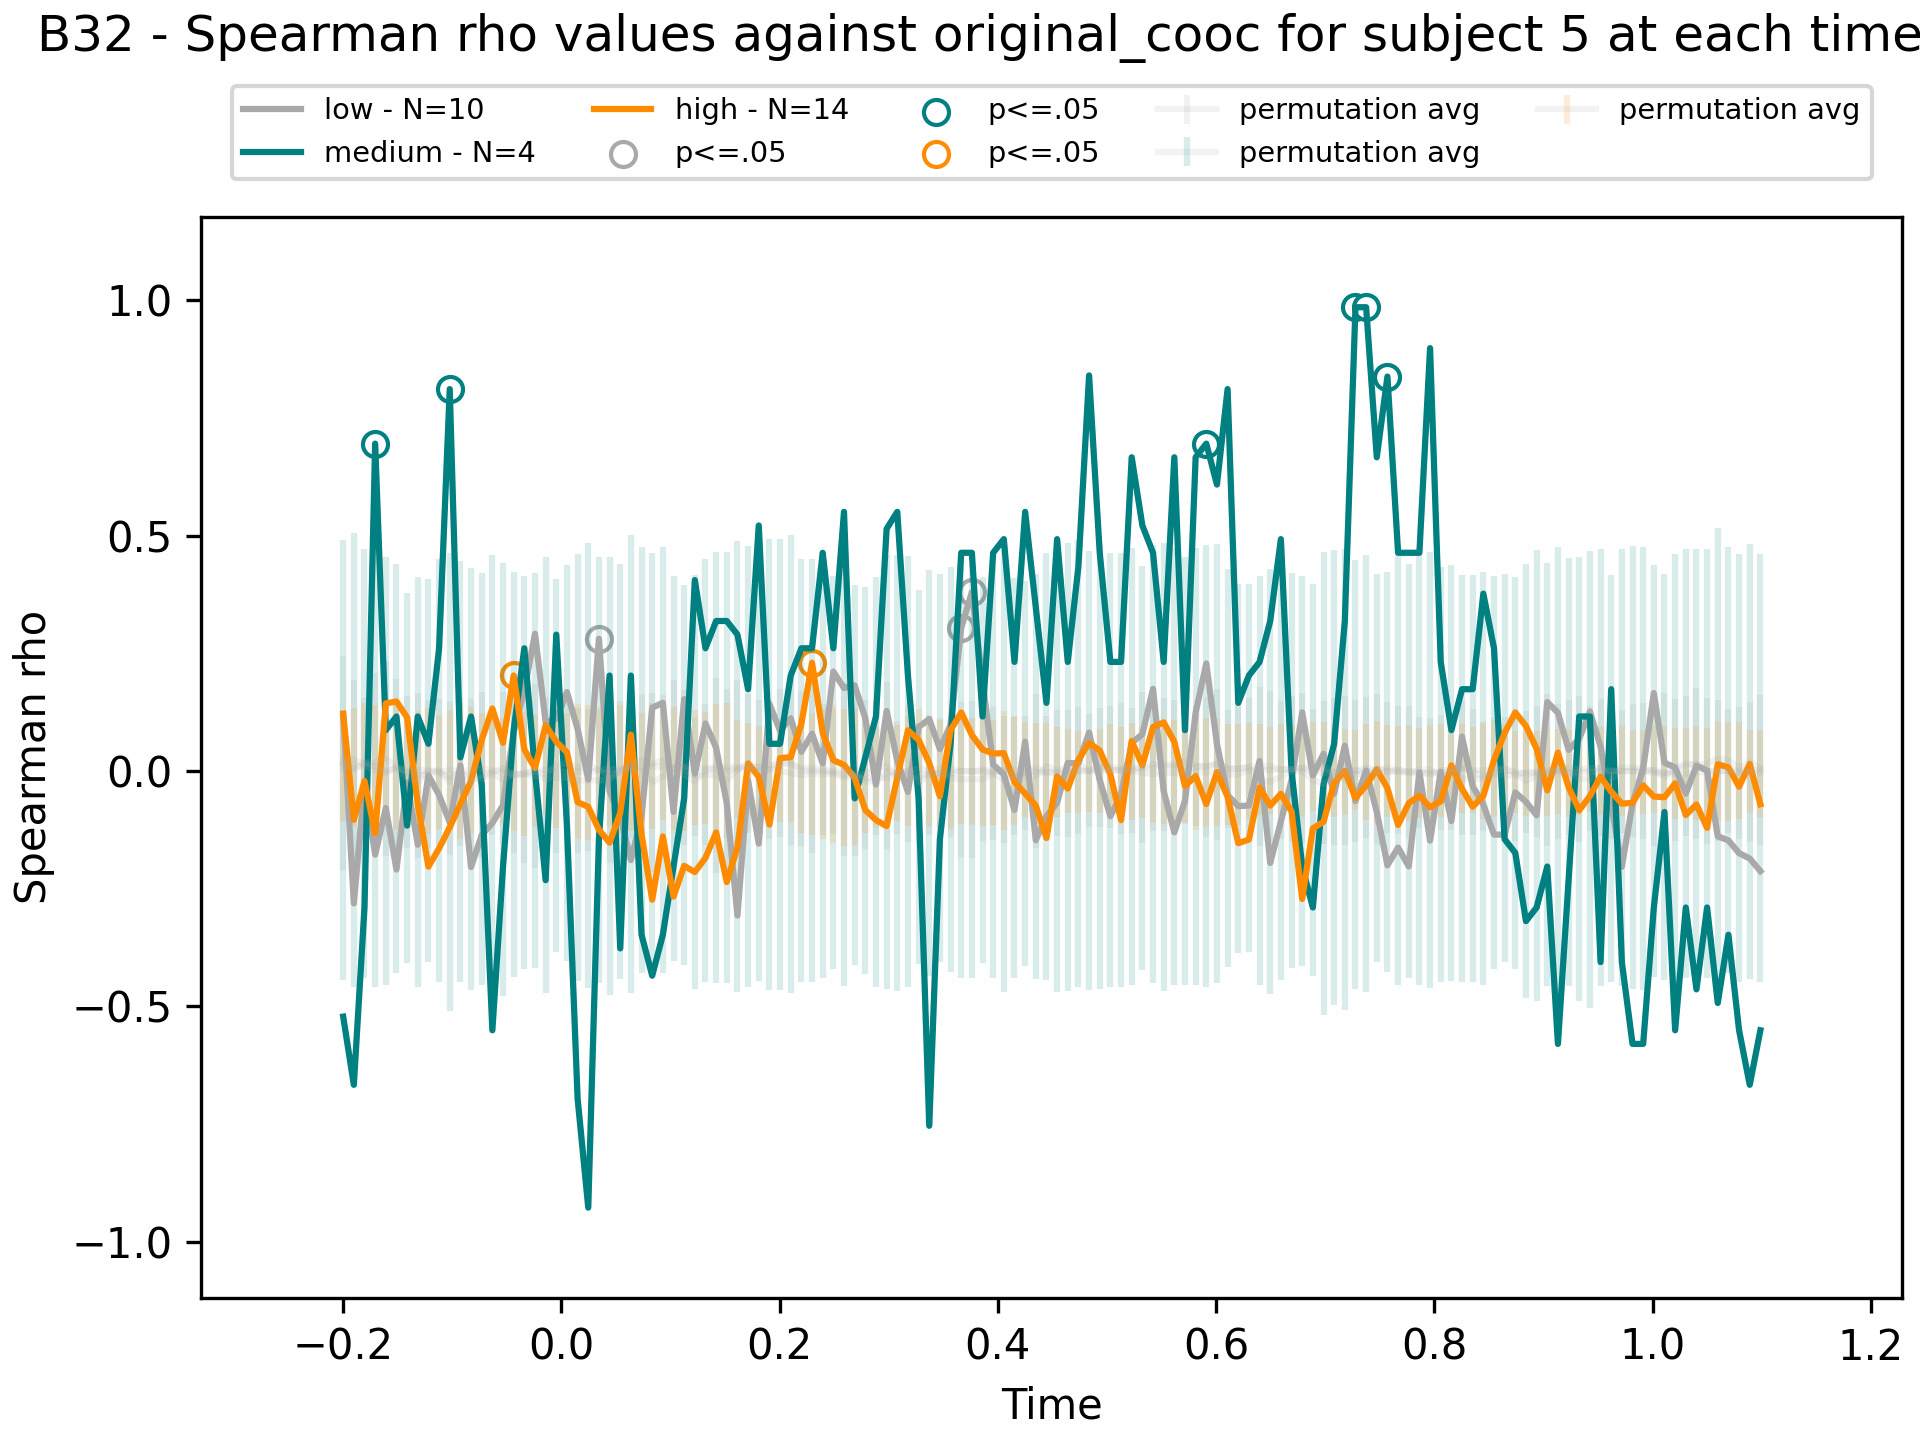 B32 - Spearman rho values against original_cooc for subject 5 at each time
low - N=10
medium - N=4
high - N=14
p<=.05
p<=.05
p<=.05
permutation avg
permutation avg
permutation avg
Spearman rho
1.0
0.5
0.0
−0.5
−1.0
−0.2
0.0
0.2
0.4
0.6
0.8
1.0
1.2
Time